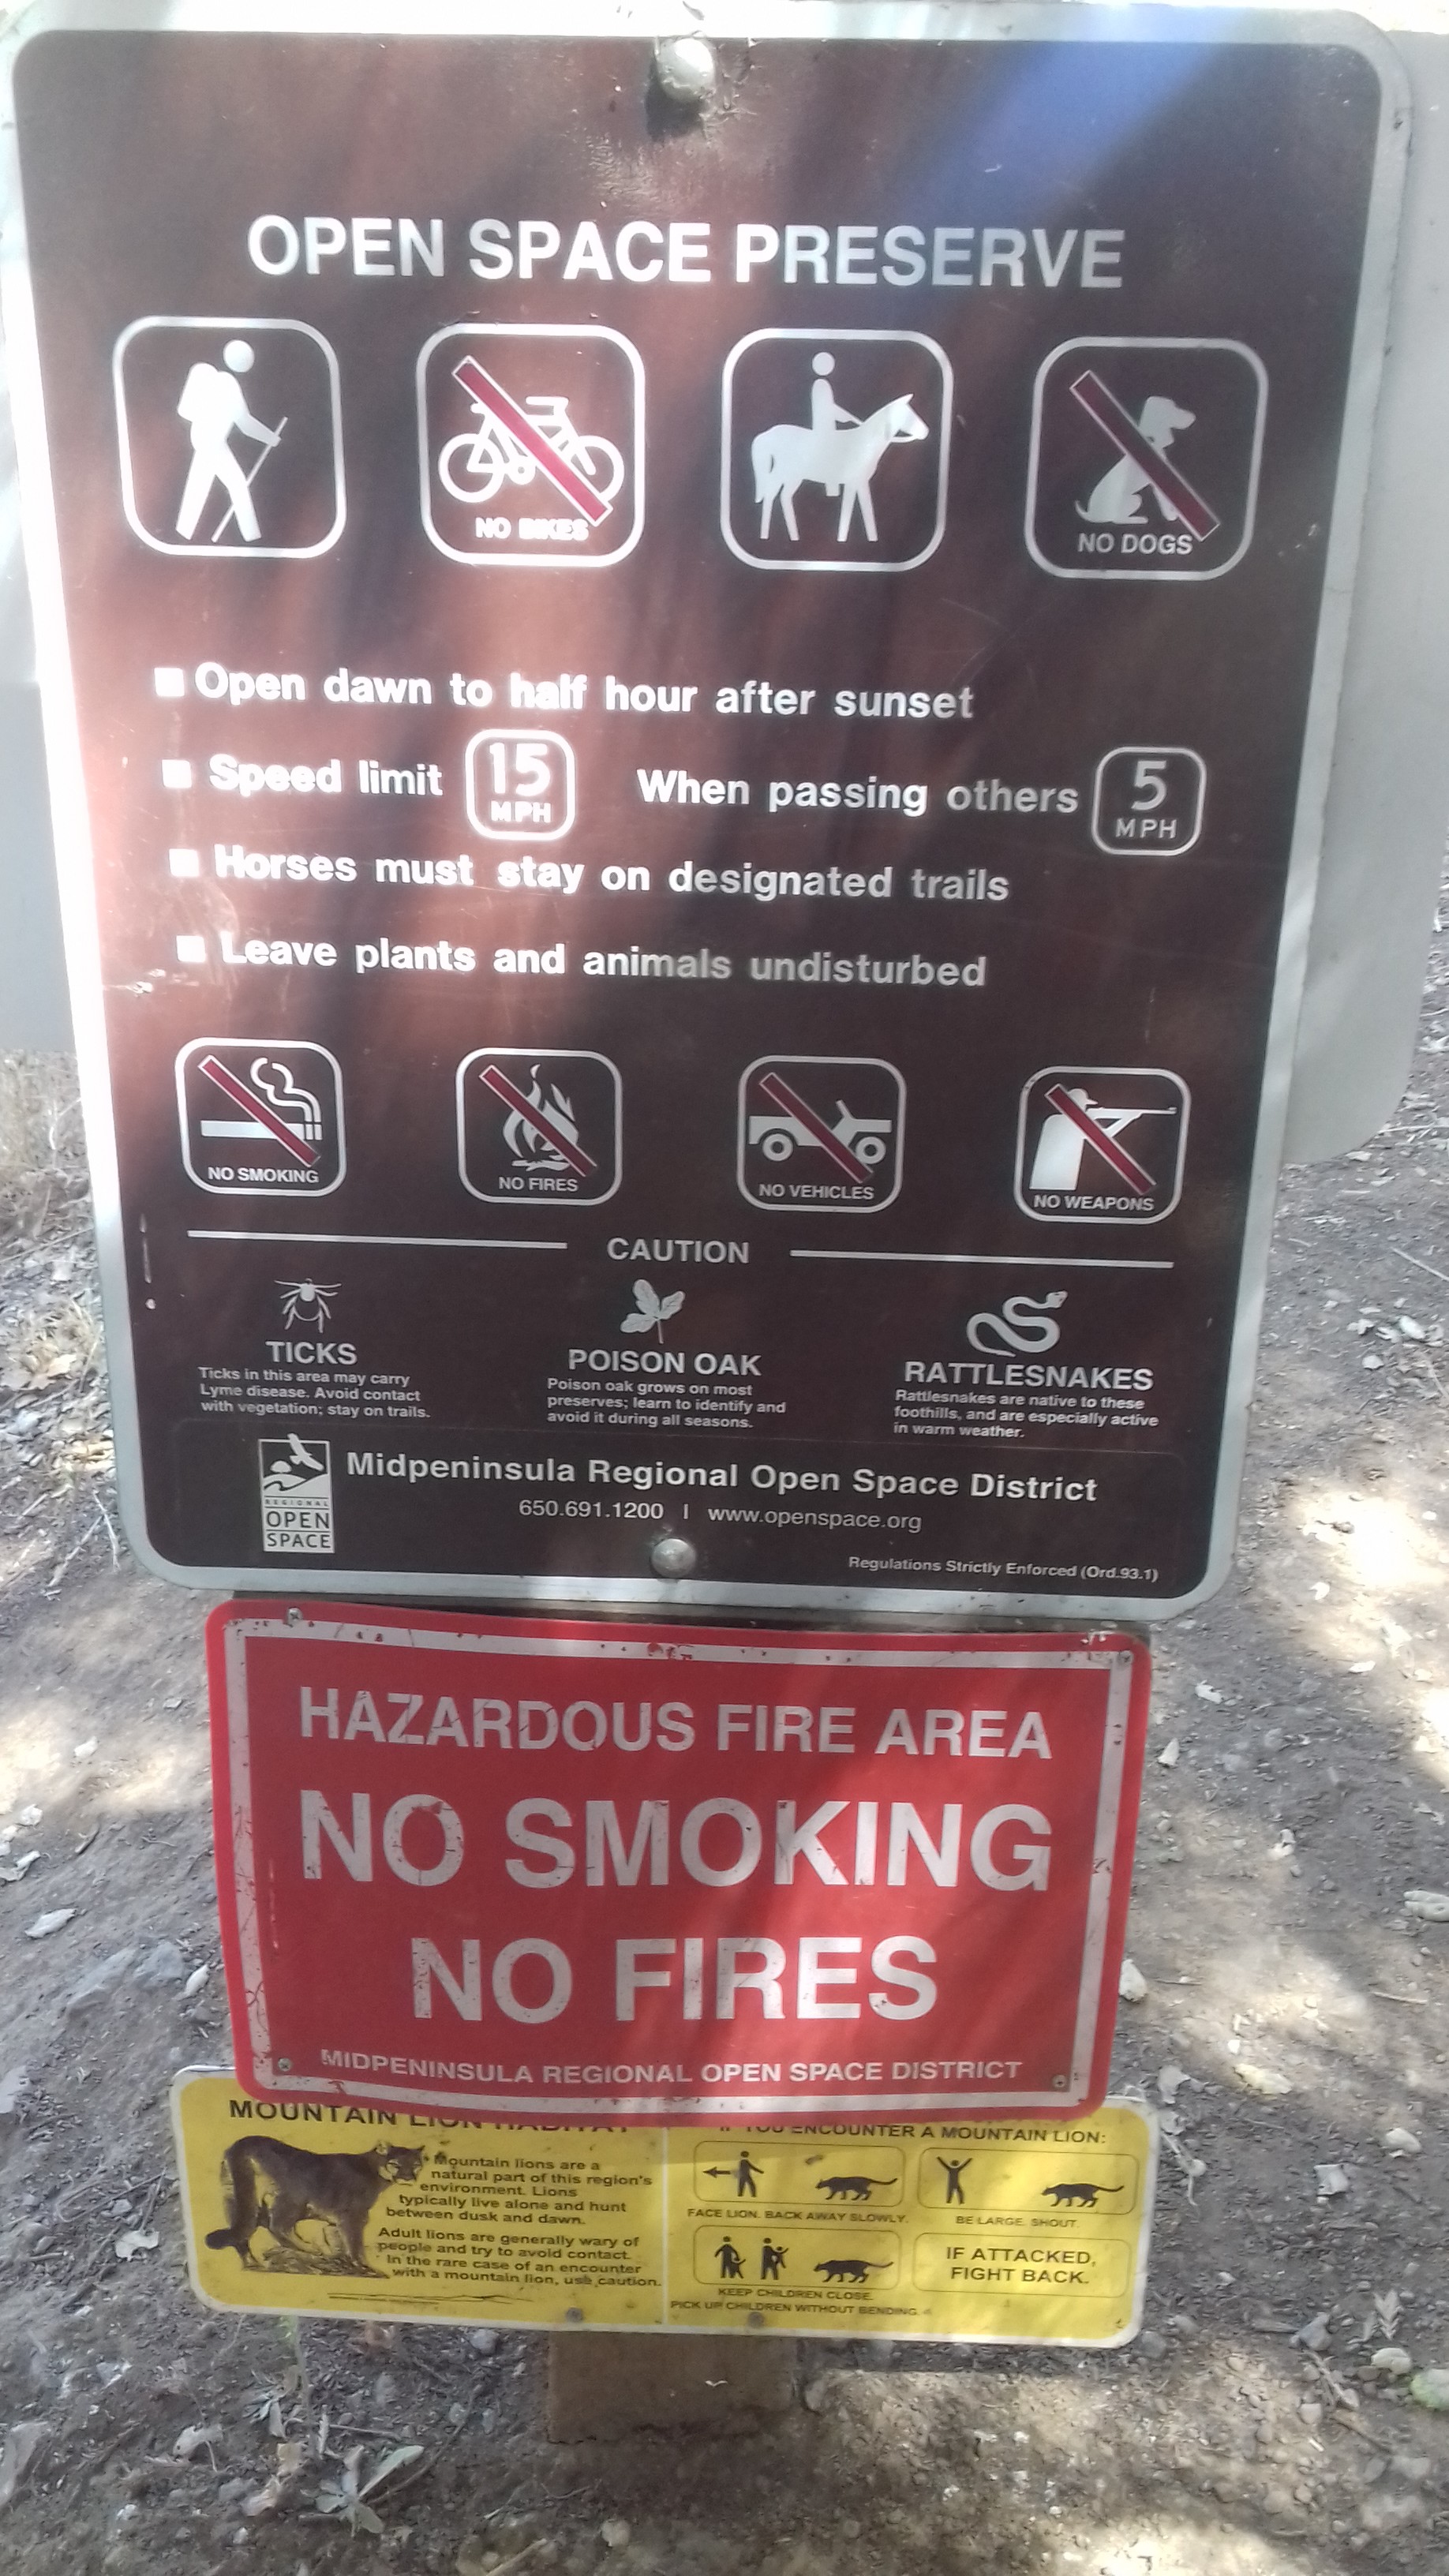 OPEN SPACE PRESERVE
NO BIKES
NO DOGS
Open dawn to half hour after sunset
Speed limit 15 MPH When passing others 5 MPH
Horses must stay on designated trails
Leave plants and animals undisturbed
NO SMOKING
NO FIRES
NO VEHICLES
NO WEAPONS
CAUTION
TICKS
Ticks in this area may carry
Lyme disease. Avoid contact
with vegetation; stay on trails.
POISON OAK
Poison oak grows on most
preserves; learn to identify and
avoid it during all seasons.
RATTLESNAKES
Rattlesnakes are native to these
foothills, and are especially active
in warm weather.
REGIONAL
OPEN
SPACE
Midpeninsula Regional Open Space District
650.691.1200 | www.openspace.org
Regulations Strictly Enforced (Ord.93.1)
HAZARDOUS FIRE AREA
NO SMOKING
NO FIRES
MIDPENINSULA REGIONAL OPEN SPACE DISTRICT
MOUNTAIN LION HABITAT
Mountain lions are a
natural part of this region's
environment. Lions
typically live alone and hunt
between dusk and dawn.
Adult lions are generally wary of
people and try to avoid contact.
In the rare case of an encounter
with a mountain lion, use caution.
IF YOU ENCOUNTER A MOUNTAIN LION:
FACE LION. BACK AWAY SLOWLY.
BE LARGE. SHOUT.
KEEP CHILDREN CLOSE.
PICK UP CHILDREN WITHOUT BENDING.
IF ATTACKED,
FIGHT BACK.